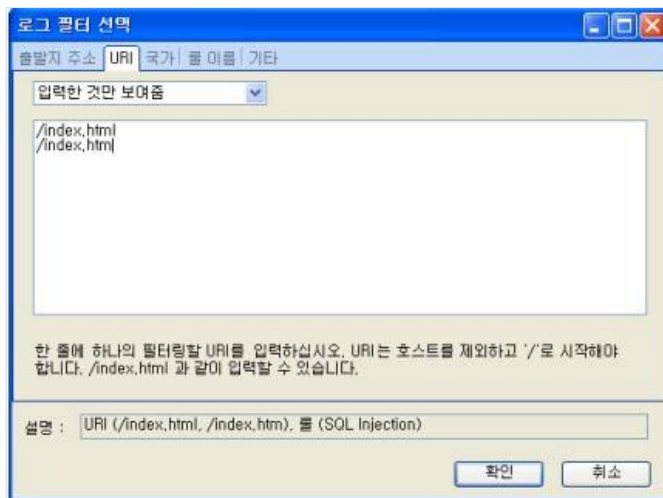 로그 필터 선택
출발지 주소 URI 국가 룰 이름 기타
입력한 것만 보여줌
/index.html
/index.htm
한 줄에 하나의 필터링할 URI를 입력하십시오. URI는 호스트를 제외하고 '/'로 시작해야
합니다. /index.html 과 같이 입력할 수 있습니다.
설명 : URI (/index.html, /index.htm), 룰 (SQL Injection)
확인 취소